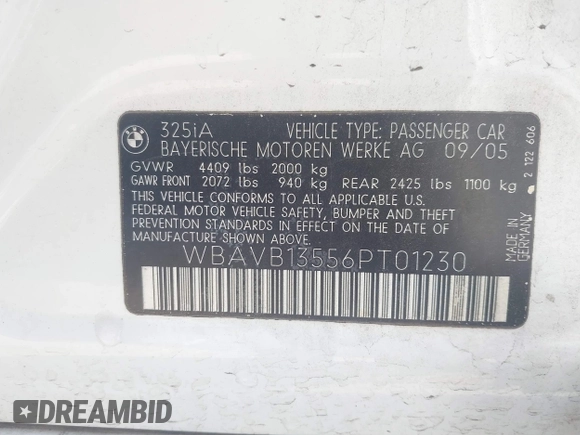 BMW
325iA VEHICLE TYPE: PASSENGER CAR
BAYERISCHE MOTOREN WERKE AG 09/05
GVWR 4409 lbs 2000 kg
GAWR FRONT 2072 lbs 940 kg REAR 2425 lbs 1100 kg
THIS VEHICLE CONFORMS TO ALL APPLICABLE U.S.
FEDERAL MOTOR VEHICLE SAFETY, BUMPER AND THEFT
PREVENTION STANDARDS IN EFFECT ON THE DATE
OF MANUFACTURE SHOWN ABOVE.
WBAVB13556PT01230
MADE IN
GERMANY
2 122 606
DREAMBID